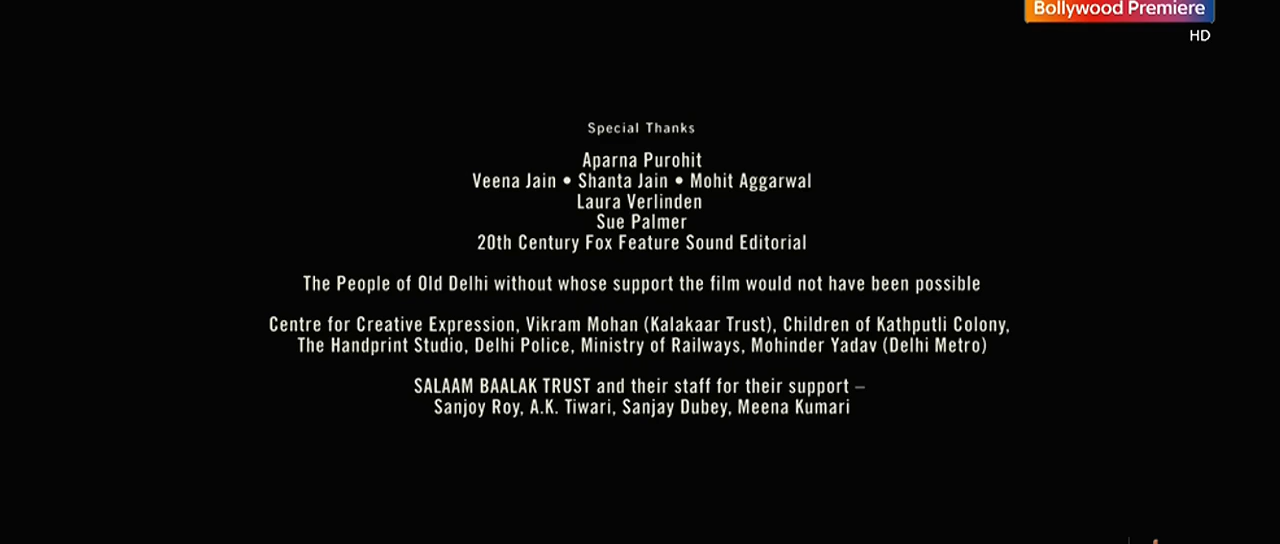 Bollywood Premiere
HD
Special Thanks
Aparna Purohit
Veena Jain • Shanta Jain • Mohit Aggarwal
Laura Verlinden
Sue Palmer
20th Century Fox Feature Sound Editorial
The People of Old Delhi without whose support the film would not have been possible
Centre for Creative Expression, Vikram Mohan (Kalakaar Trust), Children of Kathputli Colony,
The Handprint Studio, Delhi Police, Ministry of Railways, Mohinder Yadav (Delhi Metro)
SALAAM BAALAK TRUST and their staff for their support –
Sanjoy Roy, A.K. Tiwari, Sanjay Dubey, Meena Kumari